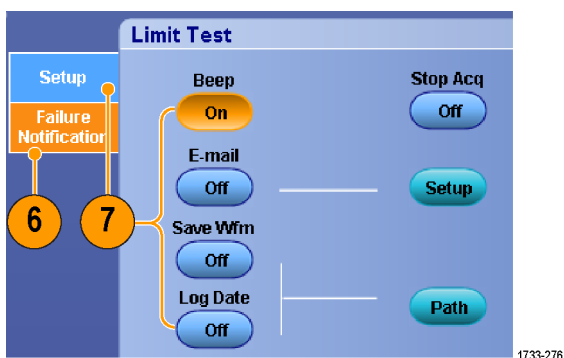 Limit Test
Setup
Failure
Notification
6
7
Beep
On
Stop Acq
Off
E-mail
Off
Setup
Save Wfm
Off
Log Date
Off
Path
1733-276